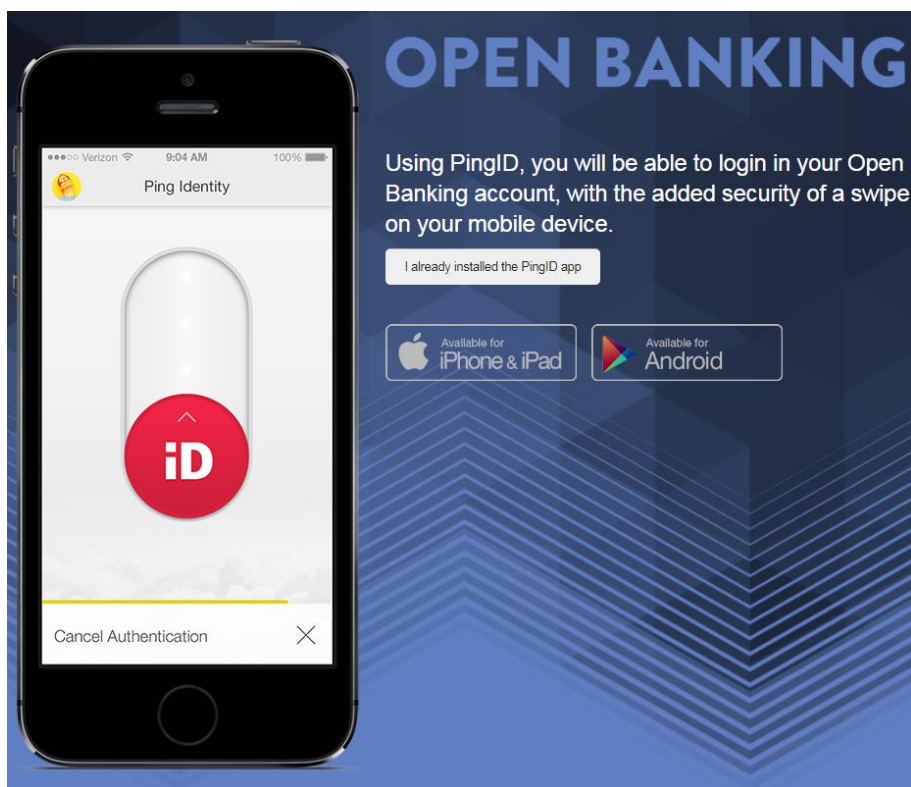 OPEN BANKING
Using PingID, you will be able to login in your Open
Banking account, with the added security of a swipe
on your mobile device.
I already installed the PingID app
Available for
iPhone & iPad
Available for
Android
Verizon
9:04 AM
100%
Ping Identity
iD
Cancel Authentication